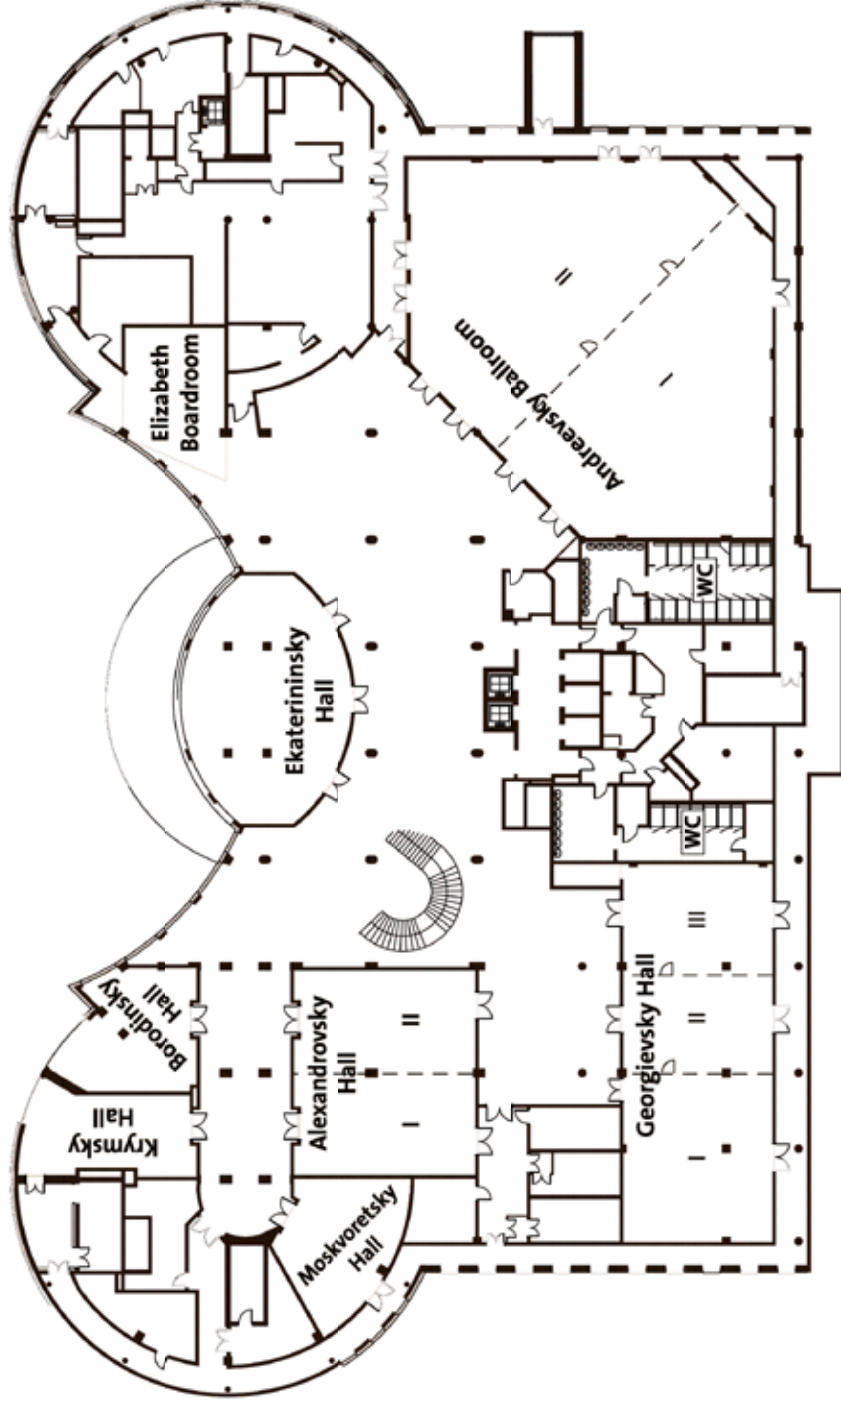 Elizabeth
Boardroom
Andreevsky Ballroom
II
I
Ekaterininsky
Hall
WC
WC
Borodinsky
Hall
Krymsky
Hall
Alexandrovsky
Hall
II
I
Moskvoretsky
Hall
Georgievsky Hall
III
II
I